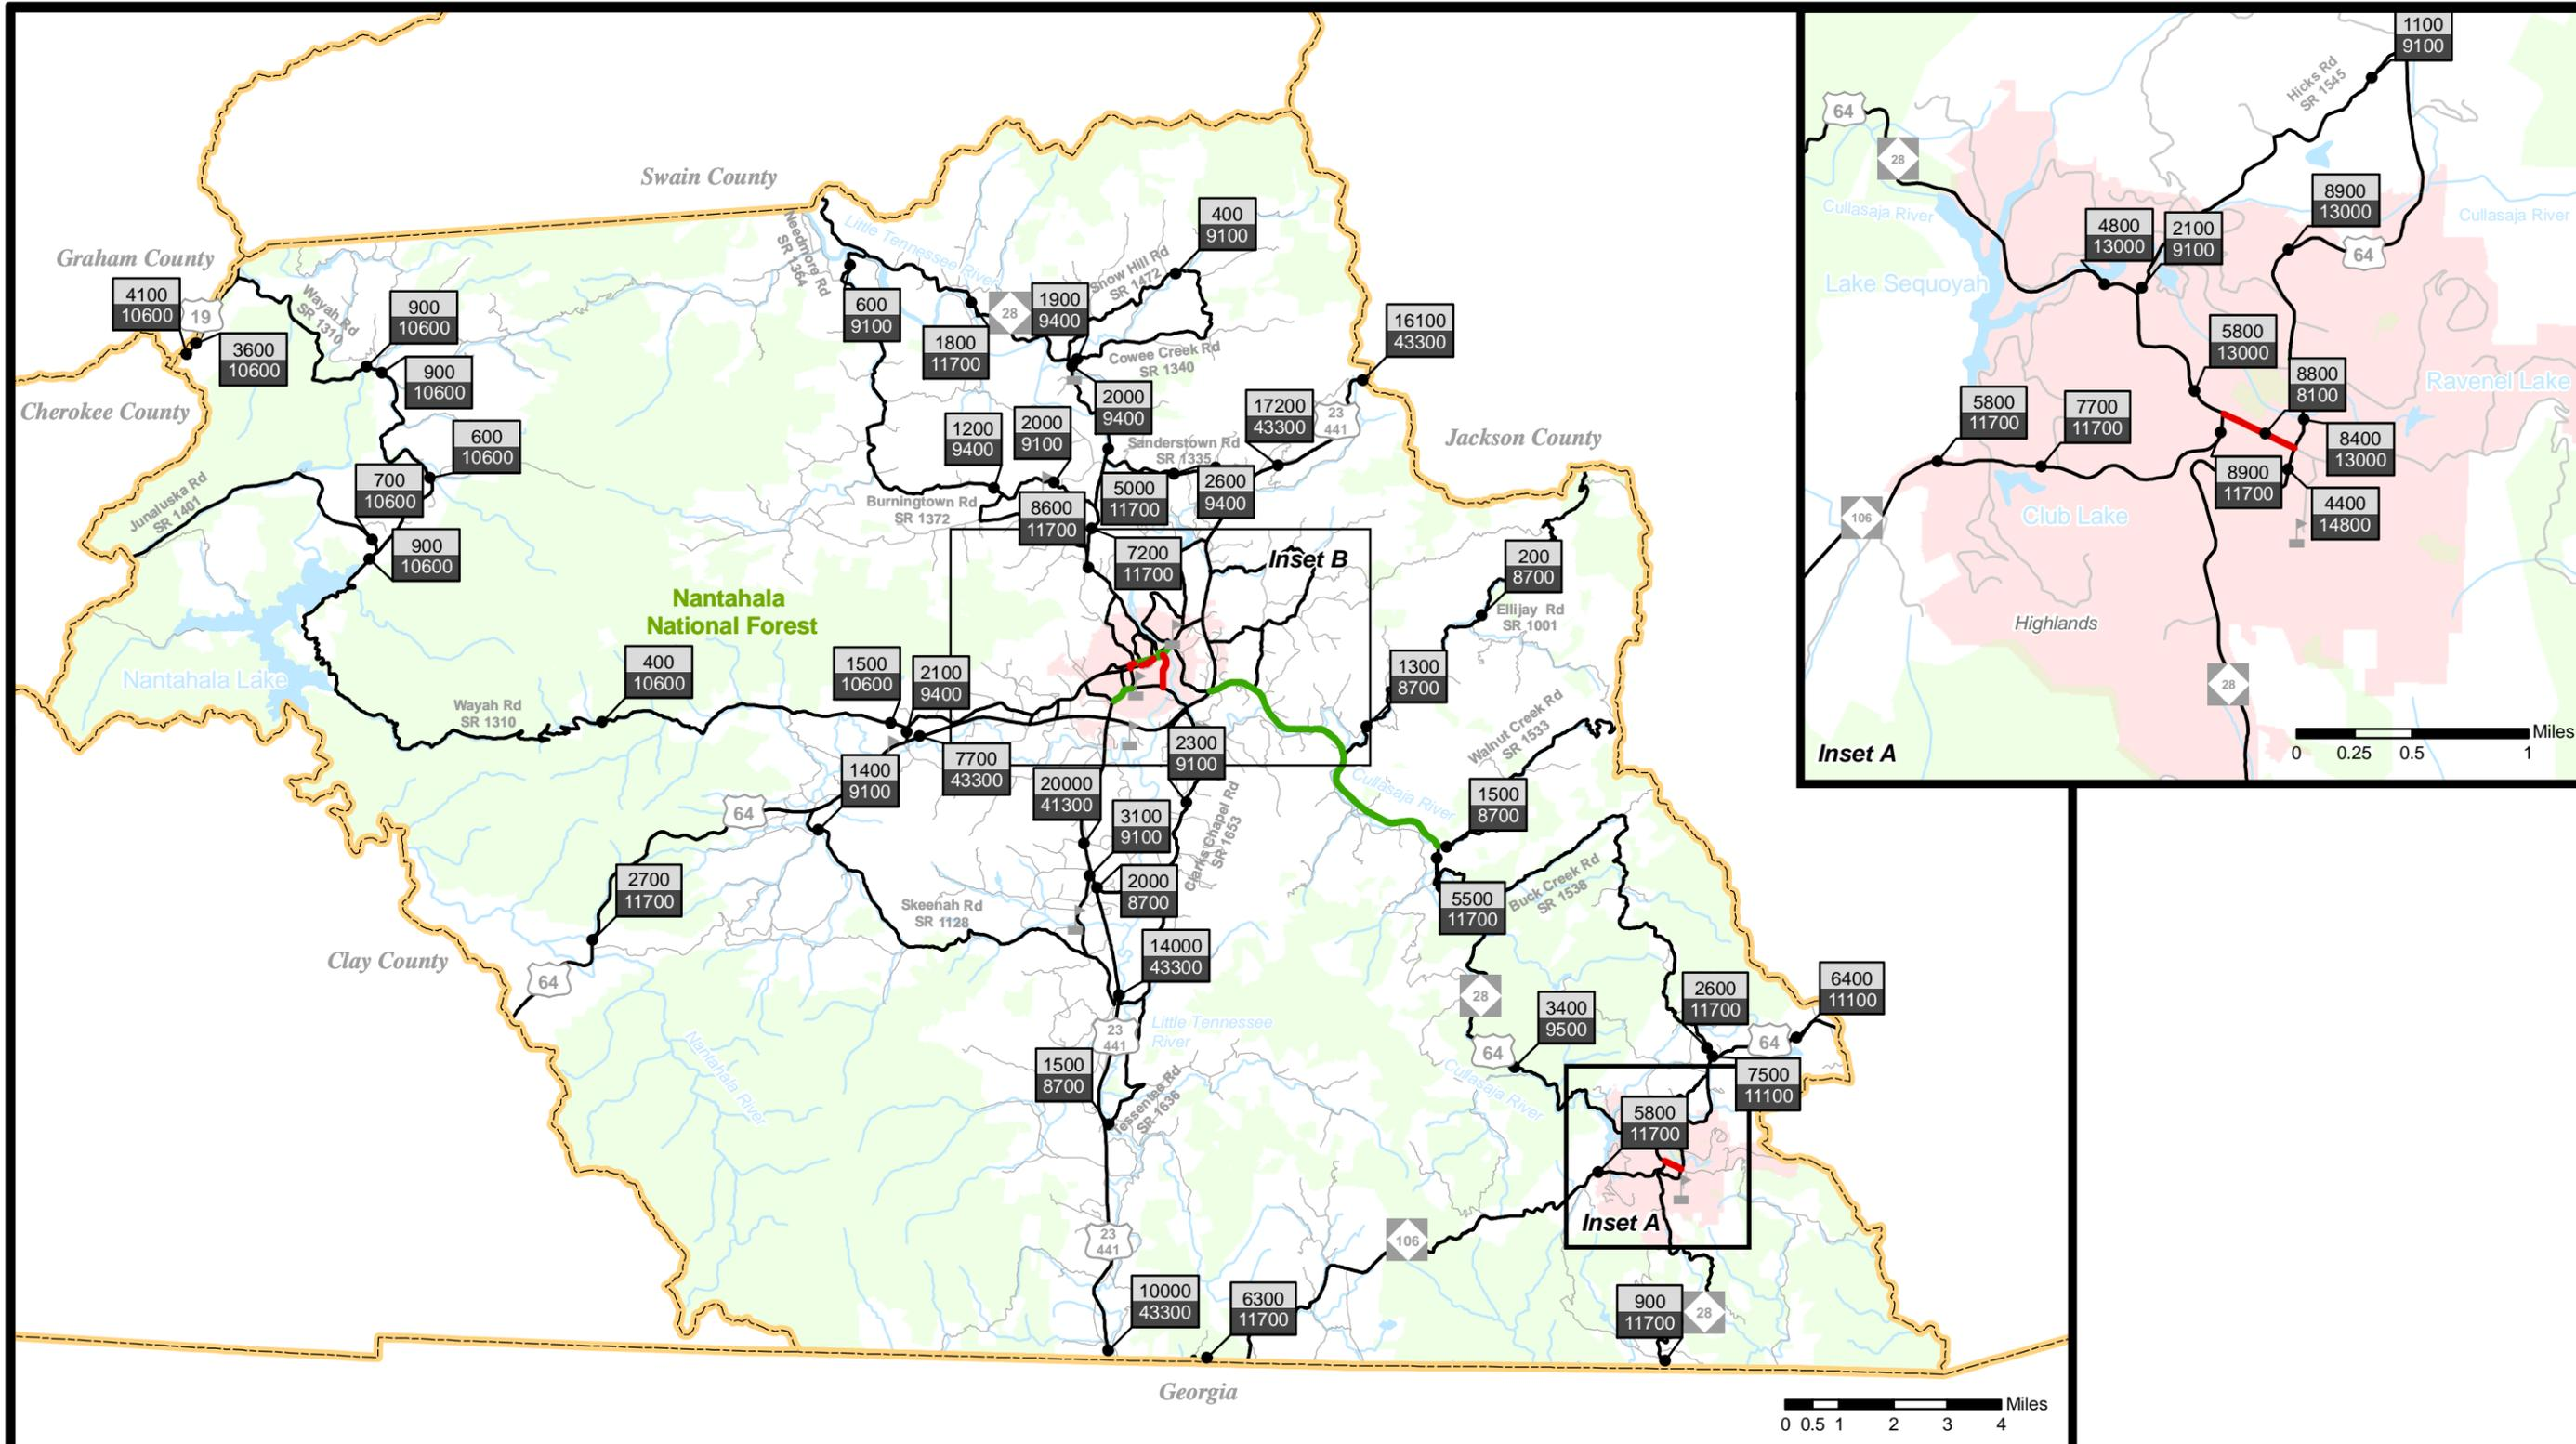 Swain County
Graham County
Cherokee County
Jackson County
Clay County
Georgia
Nantahala
National Forest
Nantahala Lake
Little Tennessee River
Little Tennessee
River
Nantahala River
Cullasaja River
Cullasaja River
Needmore Rd
SR 1364
Wayah Rd
SR 1310
Junaluska Rd
SR 1401
Snow Hill Rd
SR 1472
Cowee Creek Rd
SR 1340
Sanderstown Rd
SR 1335
Burningtown Rd
SR 1372
Ellijay Rd
SR 1001
Walnut Creek Rd
SR 1533
Wayah Rd
SR 1310
Clarks Chapel Rd
SR 1653
Buck Creek Rd
SR 1538
Skeenah Rd
SR 1128
SR 1636
19
28
23
441
64
64
23
441
28
64
64
23
441
106
28
4100
10600
3600
10600
900
10600
900
10600
600
10600
700
10600
900
10600
400
10600
600
9100
1800
11700
1900
9400
400
9100
16100
43300
2000
9400
17200
43300
1200
9400
2000
9100
5000
11700
2600
9400
8600
11700
7200
11700
Inset B
200
8700
1300
8700
1500
10600
2100
9400
7700
43300
1400
9100
2300
9100
20000
41300
3100
9100
2000
8700
1500
8700
5500
11700
2700
11700
14000
43300
3400
9500
2600
11700
6400
11100
7500
11100
1500
8700
5800
11700
Inset A
10000
43300
6300
11700
900
11700
0 0.5 1 2 3 4 Miles
1100
9100
Hicks Rd
SR 1545
64
28
Cullasaja River
Cullasaja River
8900
13000
4800
13000
2100
9100
64
Lake Sequoyah
5800
13000
8800
8100
Ravenel Lake
5800
11700
7700
11700
8400
13000
8900
11700
4400
14800
106
Club Lake
Highlands
28
Inset A
Miles
0 0.25 0.5 1